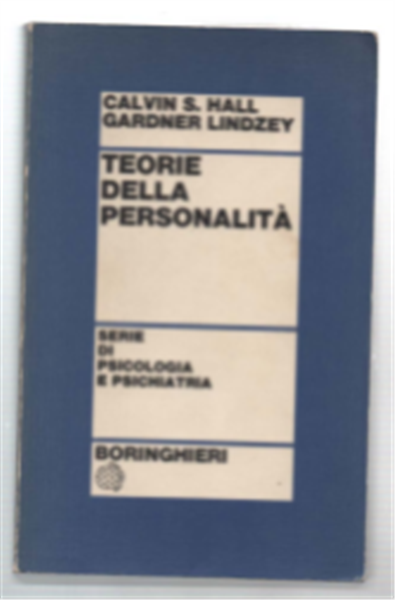 CALVIN S. HALL
GARDNER LINDZEY
TEORIE
DELLA
PERSONALITÀ
SERIE
DI
PSICOLOGIA
E PSICHIATRIA
BORINGHIERI